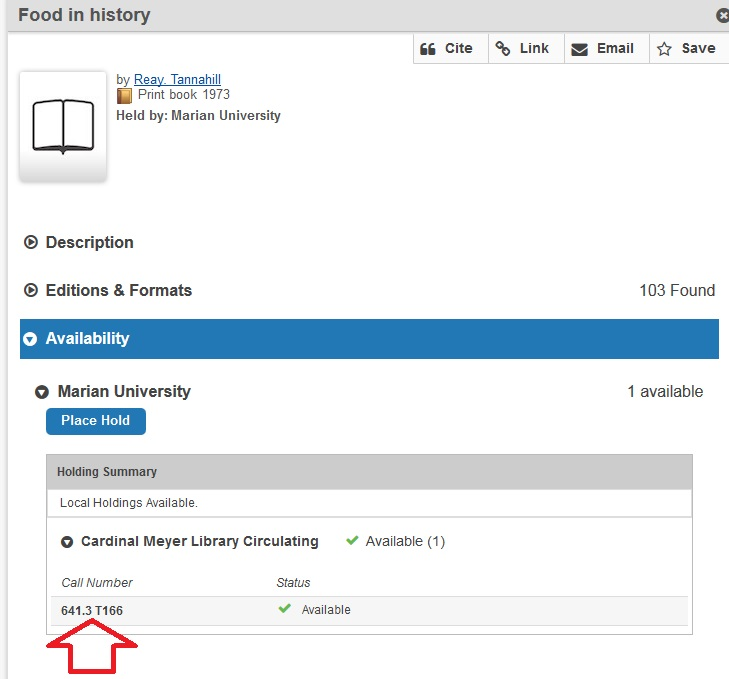 Food in history
Cite Link Email Save
by Reay. Tannahill
Print book 1973
Held by: Marian University
Description
Editions & Formats 103 Found
Availability
Marian University 1 available
Place Hold
Holding Summary
Local Holdings Available.
Cardinal Meyer Library Circulating Available (1)
Call Number Status
641.3 T166 Available